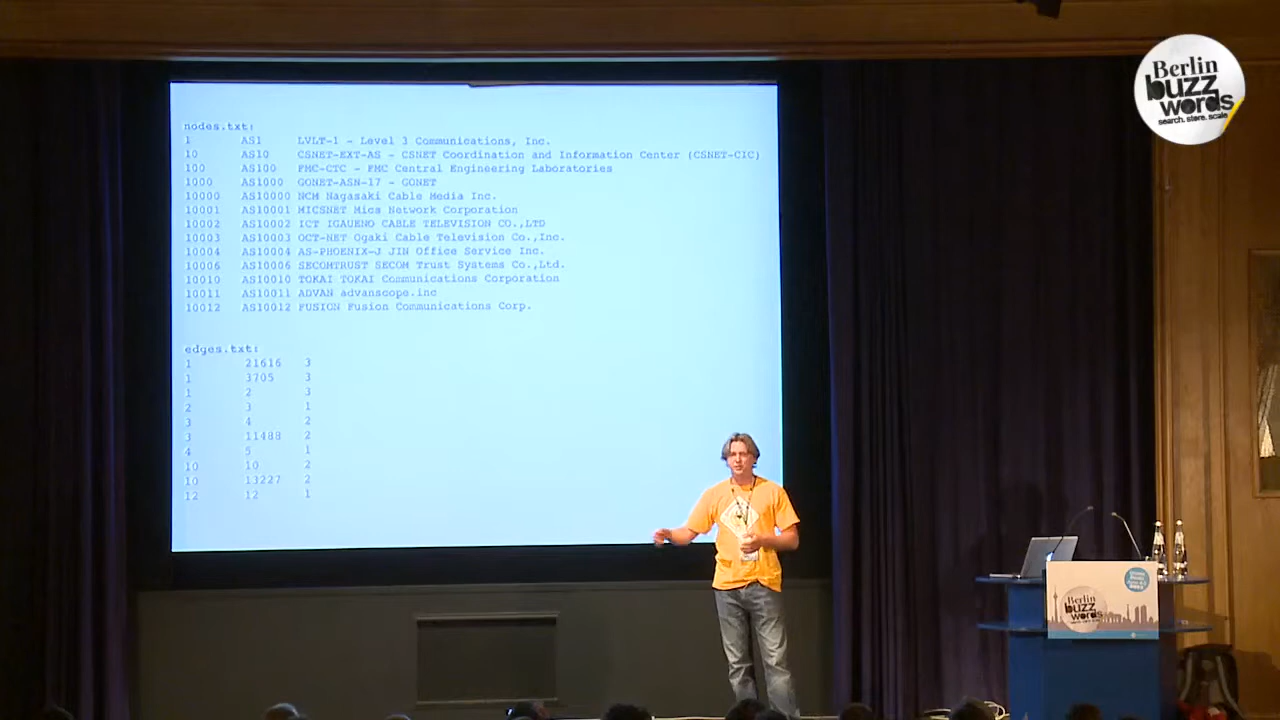 nodes.txt:
1 AS1 LVLT-1 - Level 3 Communications, Inc.
10 AS10 CSNET-EXT-AS - CSNET Coordination and Information Center (CSNET-CIC)
100 AS100 FMC-CTC - FMC Central Engineering Laboratories
1000 AS1000 GONET-ASN-17 - GONET
10000 AS10000 NCM Nagasaki Cable Media Inc.
10001 AS10001 MICSNET Mics Network Corporation
10002 AS10002 ICT IGAUENO CABLE TELEVISION CO.,LTD
10003 AS10003 OCT-NET Ogaki Cable Television Co.,Inc.
10004 AS10004 AS-PHOENIX-J JIN Office Service Inc.
10006 AS10006 SECOMTRUST SECOM Trust Systems Co.,Ltd.
10010 AS10010 TOKAI TOKAI Communications Corporation
10011 AS10011 ADVAN advanscope.inc
10012 AS10012 FUSION Fusion Communications Corp.
edges.txt:
1 21616 3
1 3705 3
1 2 3
2 3 1
3 4 2
3 11488 2
4 5 1
10 10 2
10 13227 2
12 12 1
Berlin
buzz
words
search. store. scale
Berlin
buzz
words